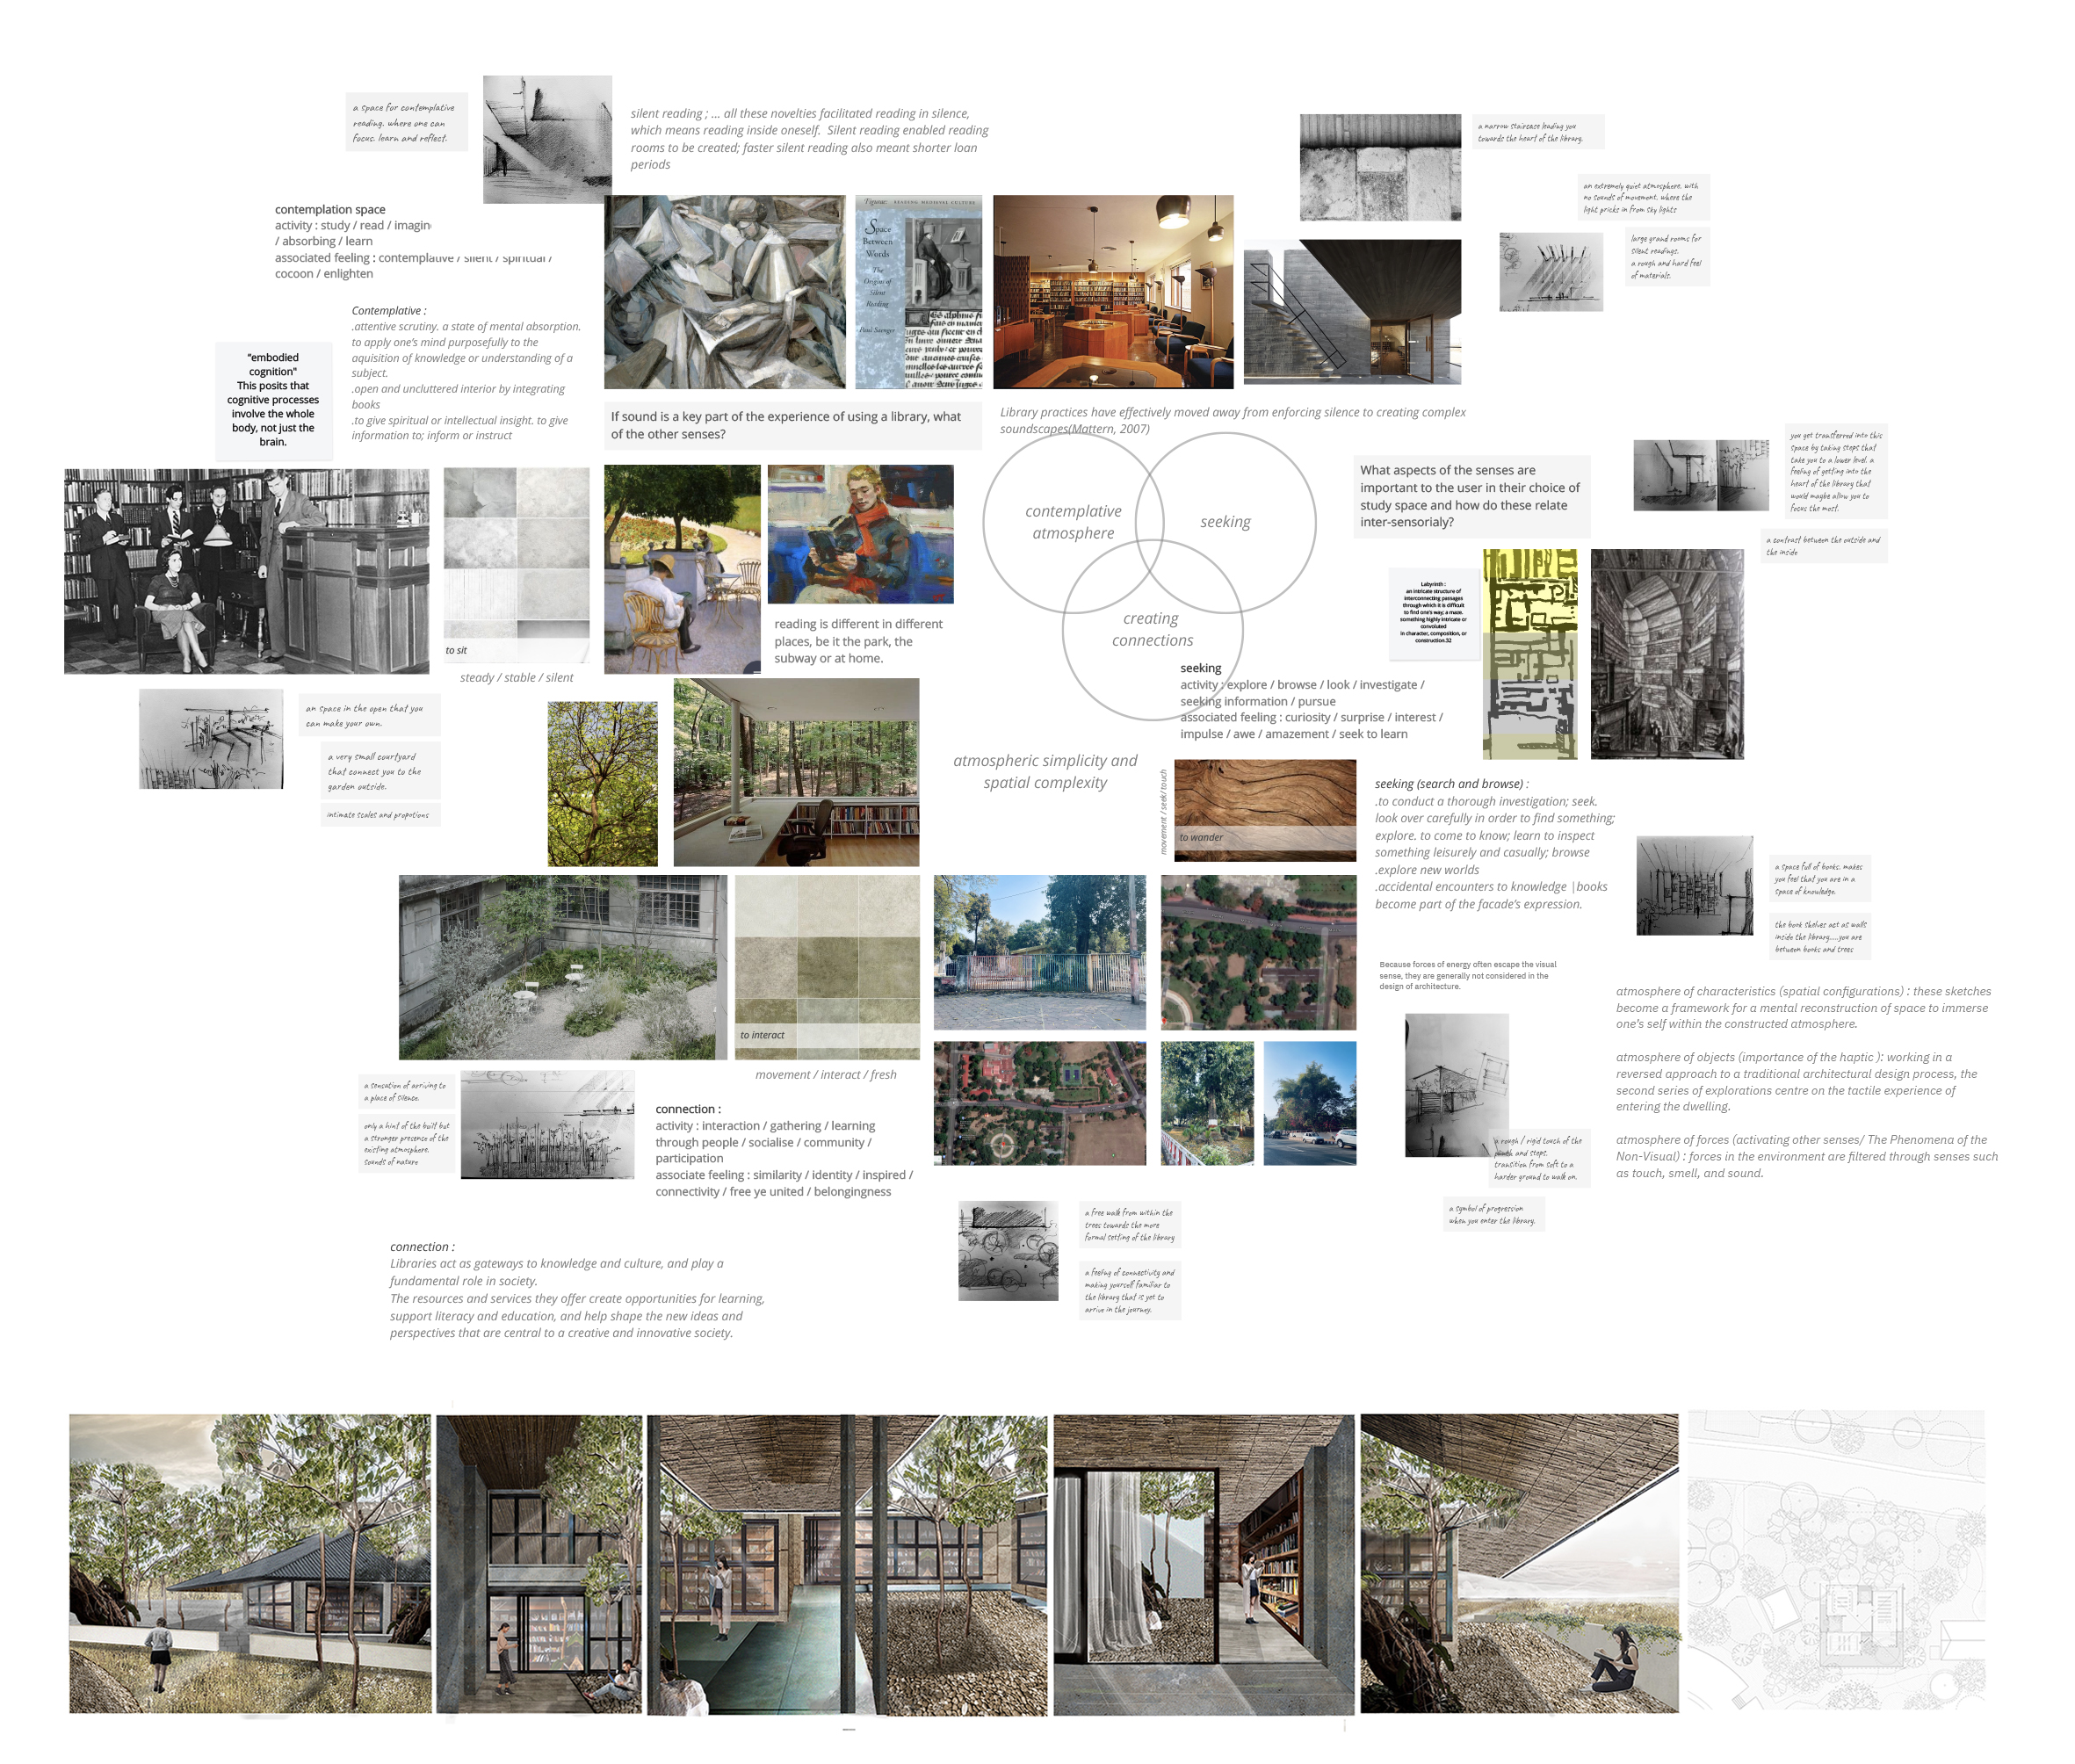 a space for contemplative
reading. where one can
focus. learn and reflect.
silent reading ; ... all these novelties facilitated reading in silence,
which means reading inside oneself.  Silent reading enabled reading
rooms to be created; faster silent reading also meant shorter loan
periods
a narrow staircase leading you
towards the heart of the library.
an extremely quiet atmosphere. with
no sounds of movement. where the
light pricks in from sky lights
large grand rooms for
silent readings.
a rough and hard feel
of materials.
contemplation space
activity : study / read / imagin
/ absorbing / learn
associated feeling : contemplative / silent / spiritual /
cocoon / enlighten
Figurae READING MEDIEVAL CULTURE
Space
Between
Words
The
Origins of
Silent
Reading
Paul Saenger
Contemplative :
.attentive scrutiny. a state of mental absorption.
to apply one's mind purposefully to the
aquisition of knowledge or understanding of a
subject.
.open and uncluttered interior by integrating
books
.to give spiritual or intellectual insight. to give
information to; inform or instruct
"embodied
cognition"
This posits that
cognitive processes
involve the whole
body, not just the
brain.
If sound is a key part of the experience of using a library, what
of the other senses?
Library practices have effectively moved away from enforcing silence to creating complex
soundscapes(Mattern, 2007)
contemplative
atmosphere
seeking
creating
connections
What aspects of the senses are
important to the user in their choice of
study space and how do these relate
inter-sensorialy?
you get transferred into this
space by taking steps that
take you to a lower level. a
feeling of getting into the
heart of the library that
would maybe allow you to
focus the most.
a contrast between the outside and
the inside
Labyrinth :
an intricate structure of
interconnecting passages
through which it is difficult
to find one's way; a maze.
something highly intricate or
convoluted
in character, composition, or
construction.32
to sit
steady / stable / silent
reading is different in different
places, be it the park, the
subway or at home.
seeking
activity : explore / browse / look / investigate /
seeking information / pursue
associated feeling : curiosity / surprise / interest /
impulse / awe / amazement / seek to learn
an space in the open that you
can make your own.
a very small courtyard
that connect you to the
garden outside.
intimate scales and propotions
atmospheric simplicity and
spatial complexity
movement / seek/ touch
to wander
seeking (search and browse) :
.to conduct a thorough investigation; seek.
look over carefully in order to find something;
explore. to come to know; learn to inspect
something leisurely and casually; browse
.explore new worlds
.accidental encounters to knowledge |books
become part of the facade's expression.
a space full of books. makes
you feel that you are in a
space of knowledge.
the book shelves act as walls
inside the library....you are
between books and trees
Because forces of energy often escape the visual
sense, they are generally not considered in the
design of architecture.
atmosphere of characteristics (spatial configurations) : these sketches
become a framework for a mental reconstruction of space to immerse
one's self within the constructed atmosphere.
atmosphere of objects (importance of the haptic ): working in a
reversed approach to a traditional architectural design process, the
second series of explorations centre on the tactile experience of
entering the dwelling.
atmosphere of forces (activating other senses/ The Phenomena of the
Non-Visual) : forces in the environment are filtered through senses such
as touch, smell, and sound.
to interact
movement / interact / fresh
a sensation of arriving to
a place of silence.
only a hint of the built but
a stronger presence of the
existing atmosphere.
sounds of nature
connection :
activity : interaction / gathering / learning
through people / socialise / community /
participation
associate feeling : similarity / identity / inspired /
connectivity / free ye united / belongingness
a rough / rigid touch of the
plinth and steps.
transition from soft to a
harder ground to walk on.
a symbol of progression
when you enter the library.
a free walk from within the
trees towards the more
formal setting of the library
a feeling of connectivity and
making yourself familiar to
the library that is yet to
arrive in the journey.
connection :
Libraries act as gateways to knowledge and culture, and play a
fundamental role in society.
The resources and services they offer create opportunities for learning,
support literacy and education, and help shape the new ideas and
perspectives that are central to a creative and innovative society.